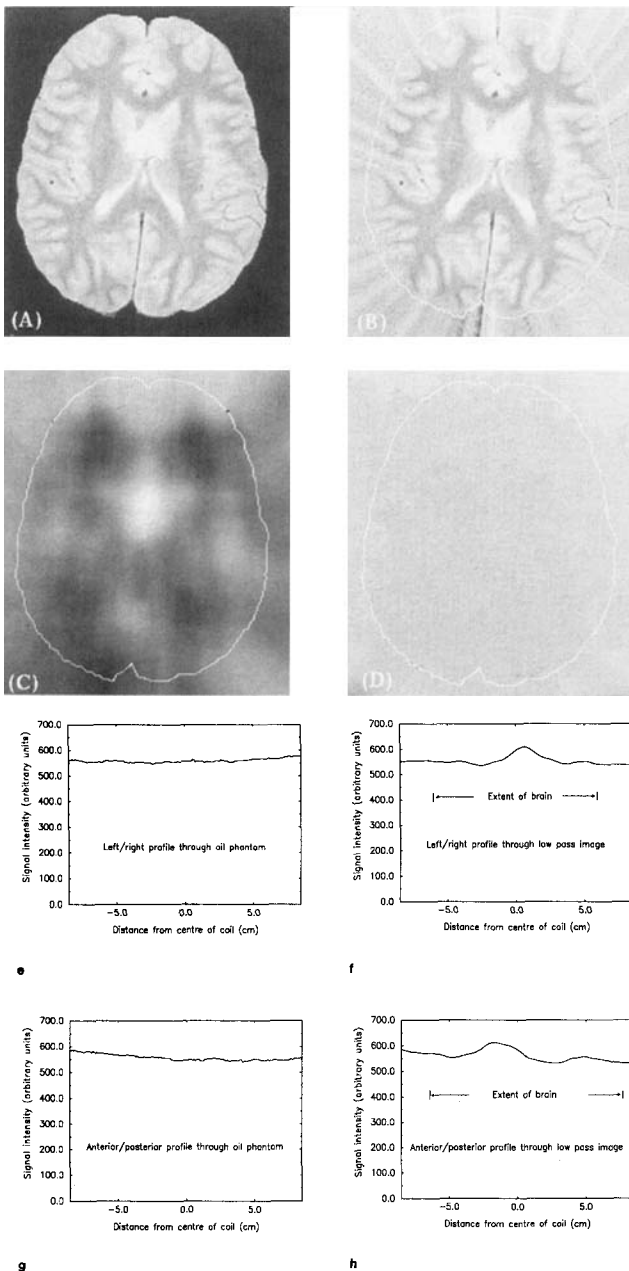 (A)
(B)
(C)
(D)
700.0
600.0
500.0
400.0
300.0
200.0
100.0
0.0
Signal intensity (arbitrary units)
Left/right profile through oil phantom
-5.0
0.0
5.0
Distance from centre of coil (cm)
e
700.0
600.0
500.0
400.0
300.0
200.0
100.0
0.0
Signal intensity (arbitrary units)
Extent of brain
Left/right profile through low pass image
-5.0
0.0
5.0
Distance from centre of coil (cm)
f
700.0
600.0
500.0
400.0
300.0
200.0
100.0
0.0
Signal intensity (arbitrary units)
Anterior/posterior profile through oil phantom
-5.0
0.0
5.0
Distance from centre of coil (cm)
g
700.0
600.0
500.0
400.0
300.0
200.0
100.0
0.0
Signal intensity (arbitrary units)
Extent of brain
Anterior/posterior profile through low pass image
-5.0
0.0
5.0
Distance from centre of coil (cm)
h